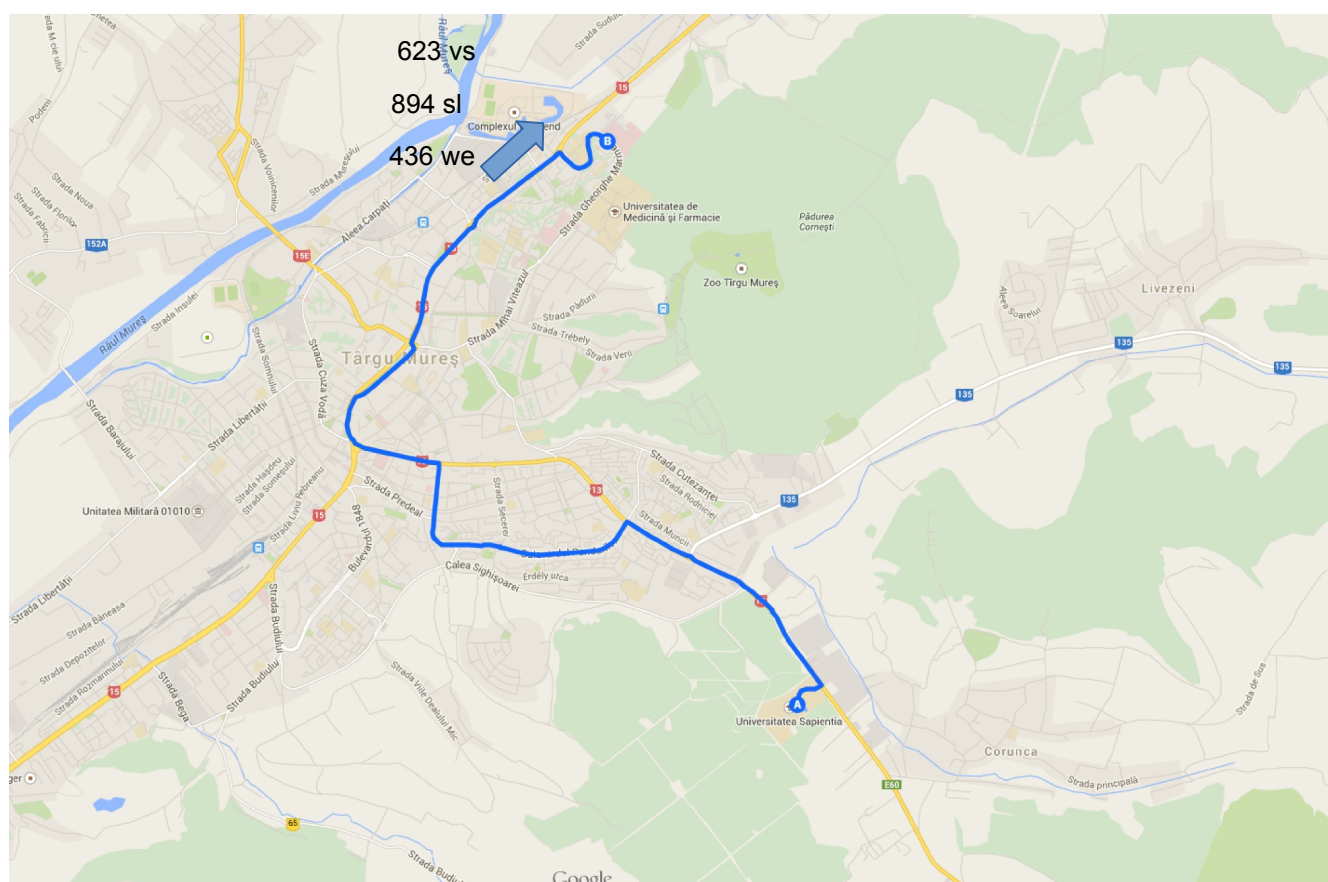 623 vs
894 sl
436 we
Râul Mureş
Strada Mureşului
Podeni
Strada Voinicenilor
Strada Noua
Strada Florilor
Strada Fabricii
152A
15E
Aleea Carpaţi
15
Strada Gheorghe
Universitatea de
Medicină şi Farmacie
Pădurea
Corneşti
Zoo Tîrgu Mureş
Livezeni
Aleea Soarelui
135
135
135
135
Strada Insulei
Râul Mureş
Strada Mihai Viteazul
Strada Pădurii
Strada Trébely
Strada Verii
Târgu Mureş
Strada Somnului
Strada Cuza Vodă
Strada Barajului
Strada Libertăţii
Strada Haşdeu
Strada Someşului
Strada Liviu Rebreanu
Unitatea Militară 01010
15
Strada Predeal
Bulevardul 1848
Strada Secerei
13
Strada Cutezanţei
Strada Rodniciei
Strada Muncii
Calea Sighişoarei
Erdély utca
Strada Libertăţii
Strada Băneasa
Strada Depozitelor
Strada Rozmarinului
15
Strada Budiului
Strada Budiului
Strada Bega
Strada Viile Dealului Mic
A
B
Universitatea Sapientia
Corunca
Strada principală
Strada de Sus
E60
65
Google